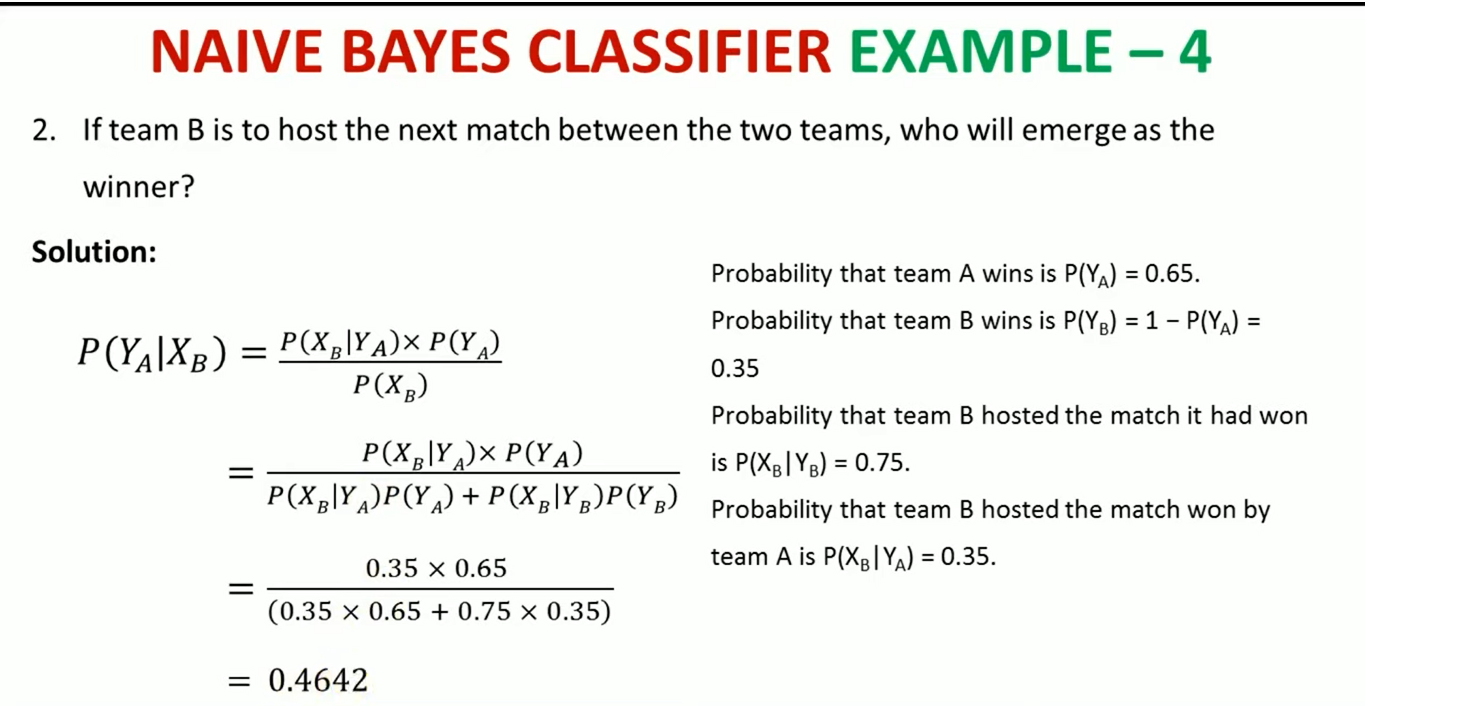 NAIVE BAYES CLASSIFIER EXAMPLE – 4
2. If team B is to host the next match between the two teams, who will emerge as the
winner?
Solution:
P(Y_A|X_B) = \frac{P(X_B|Y_A)× P(Y_A)}{P(X_B)}
= \frac{P(X_B|Y_A)× P(Y_A)}{P(X_B|Y_A)P(Y_A) + P(X_B|Y_B)P(Y_B)}
= \frac{0.35 × 0.65}{(0.35 × 0.65 + 0.75 × 0.35)}
= 0.4642
Probability that team A wins is P(Y_A) = 0.65.
Probability that team B wins is P(Y_B) = 1 – P(Y_A) =
0.35
Probability that team B hosted the match it had won
is P(X_B|Y_B) = 0.75.
Probability that team B hosted the match won by
team A is P(X_B|Y_A) = 0.35.